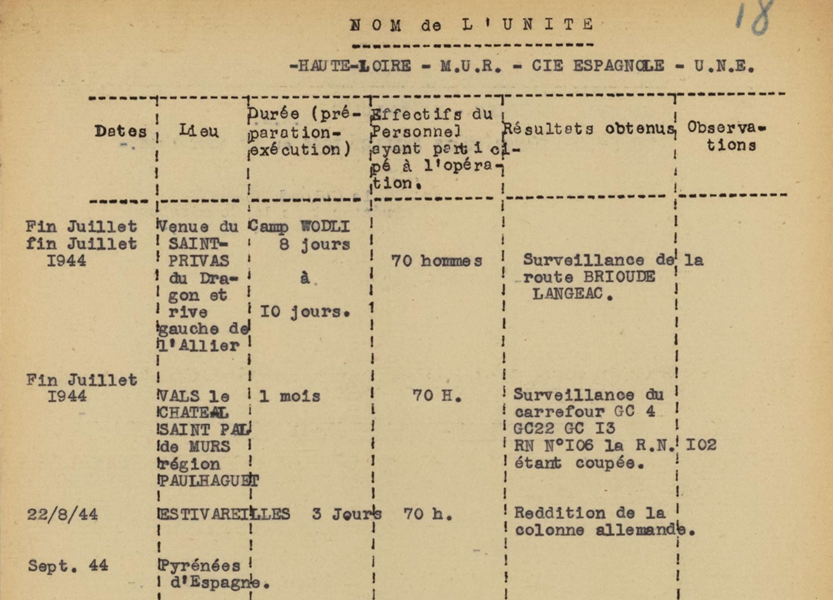 18
NOM de L'UNITE
-HAUTE-LOIRE - M.U.R. - CIE ESPAGNOLE - U.N.E.
Dates
Lieu
Durée (pré-
paration-
exécution)
Effectifs du
Personnel
ayant partici-
pé à l'opéra-
tion.
Résultats obtenus
Observa-
tions
Fin Juillet
fin Juillet
I944
Venue du Camp WODLI
SAINT-
PRIVAS
du Dra-
gon et
rive
gauche de
l'Allier
8 jours
à
I0 jours.
70 hommes
Surveillance de la
route BRIOUDE
LANGEAC.
Fin Juillet
I944
VALS le
CHATEAL
SAINT PAL
de MURS
région
PAULHAGUET
1 mois
70 H.
Surveillance du
carrefour GC 4
GC22 GC I3
RN N°I06 la R.N. I02
étant coupée.
22/8/44
ESTIVAREILLES
3 Jours
70 h.
Reddition de la
colonne allemande.
Sept. 44
Pyrénées
d'Espagne.